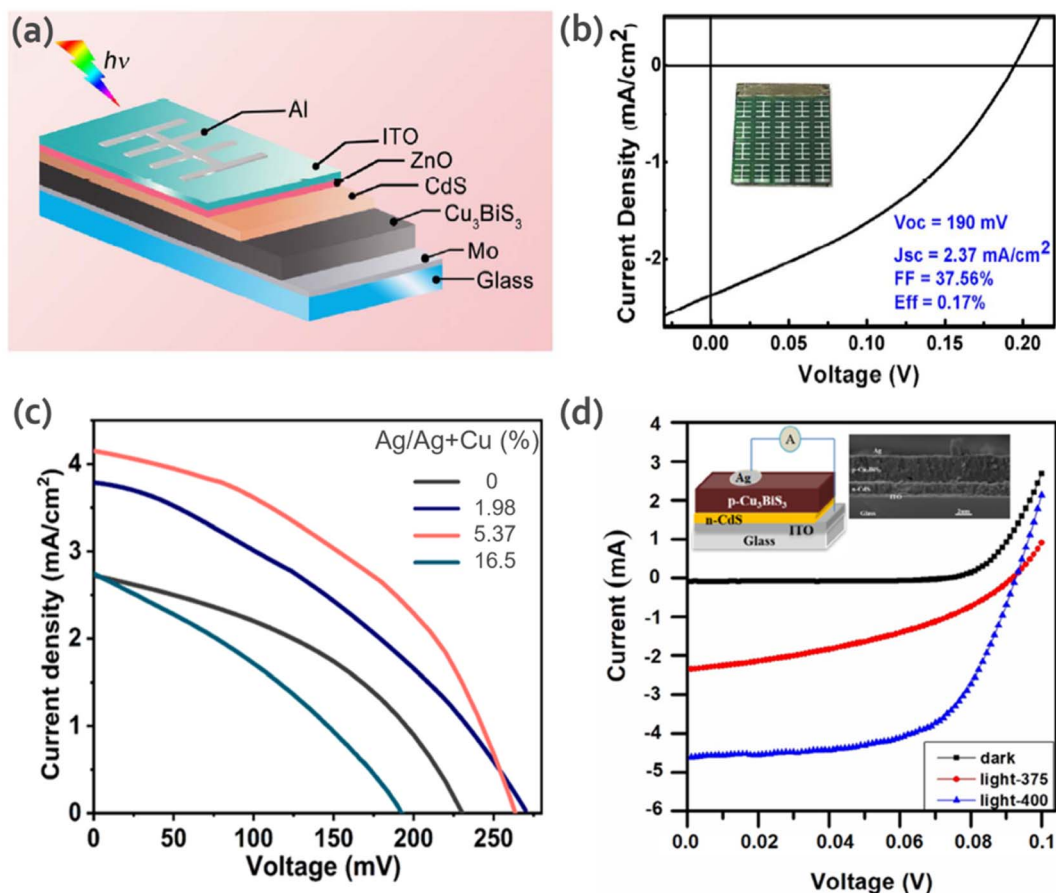 (a)
hν
Al
ITO
ZnO
CdS
Cu₃BiS₃
Mo
Glass
(b)
Current Density (mA/cm²)
0
-1
-2
Voc = 190 mV
Jsc = 2.37 mA/cm²
FF = 37.56%
Eff = 0.17%
0.00 0.05 0.10 0.15 0.20
Voltage (V)
(c)
Current density (mA/cm²)
4
3
2
1
0
Ag/Ag+Cu (%)
0
1.98
5.37
16.5
0 50 100 150 200 250
Voltage (mV)
(d)
Current (mA)
4
3
2
1
0
-1
-2
-3
-4
-5
-6
A
Ag
p-Cu₃BiS₃
n-CdS
ITO
Glass
Ag
p-Cu₃BiS₃
n-CdS
ITO
Glass
dark
light-375
light-400
0.0 0.02 0.04 0.06 0.08 0.1
Voltage (V)